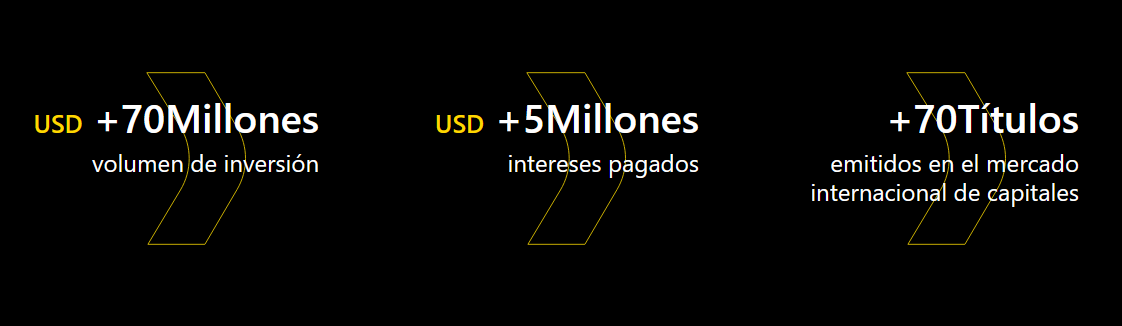 USD +70Millones
volumen de inversión
USD +5Millones
intereses pagados
+70Títulos
emitidos en el mercado
internacional de capitales